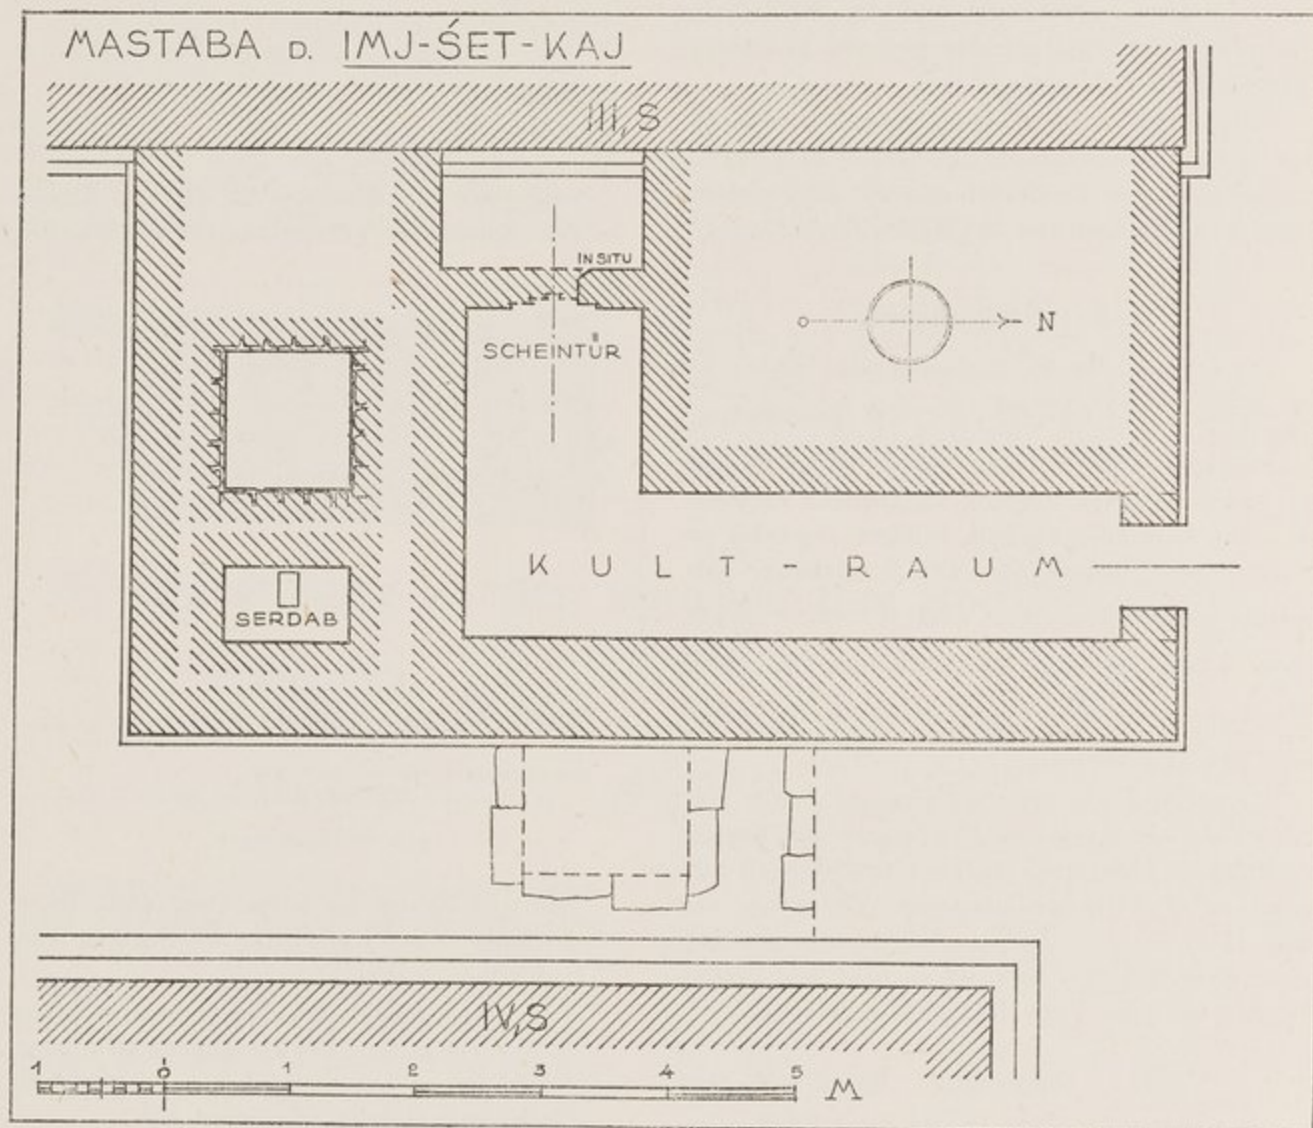 MASTABA D. IMJ-ŚET-KAJ
III, S
IN SITU
SCHEINTÜR
N
KULT-RAUM
SERDAB
IV, S
1 0 1 2 3 4 5 M